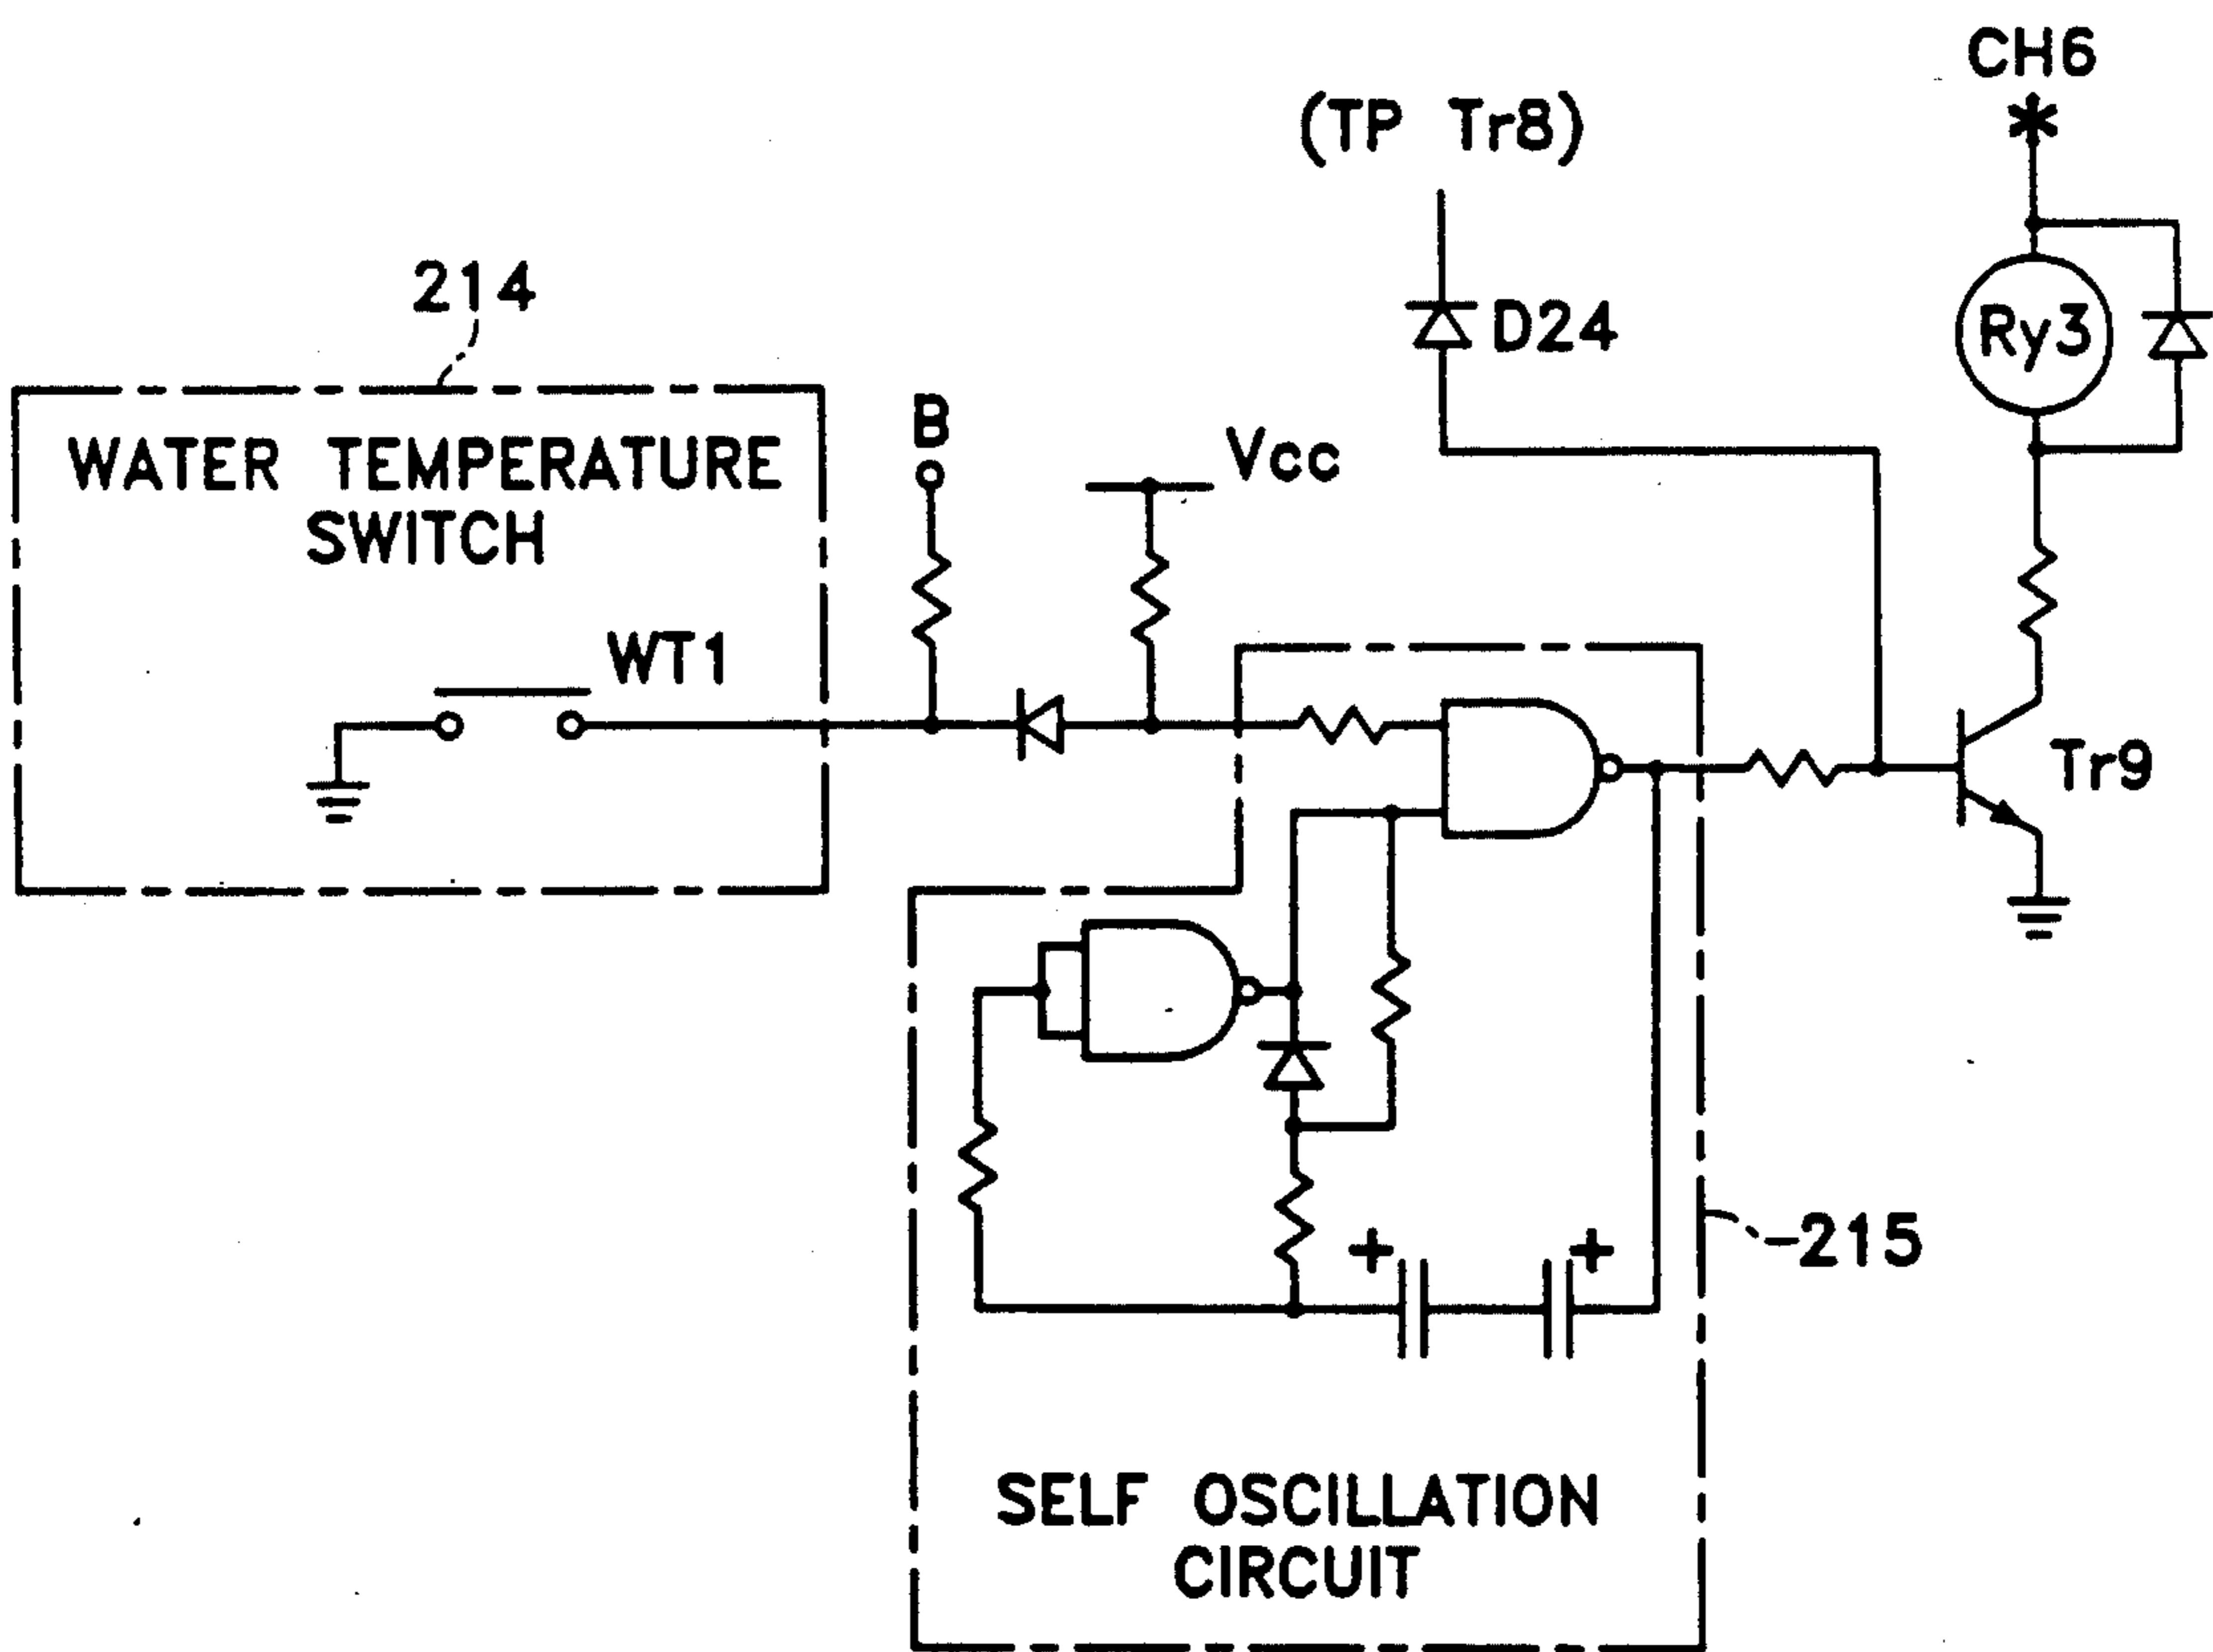 CH6
*
(TP Tr8)
214
Ry3
D24
B
Vcc
WATER TEMPERATURE
SWITCH
WT1
Tr9
+
+
215
SELF OSCILLATION
CIRCUIT